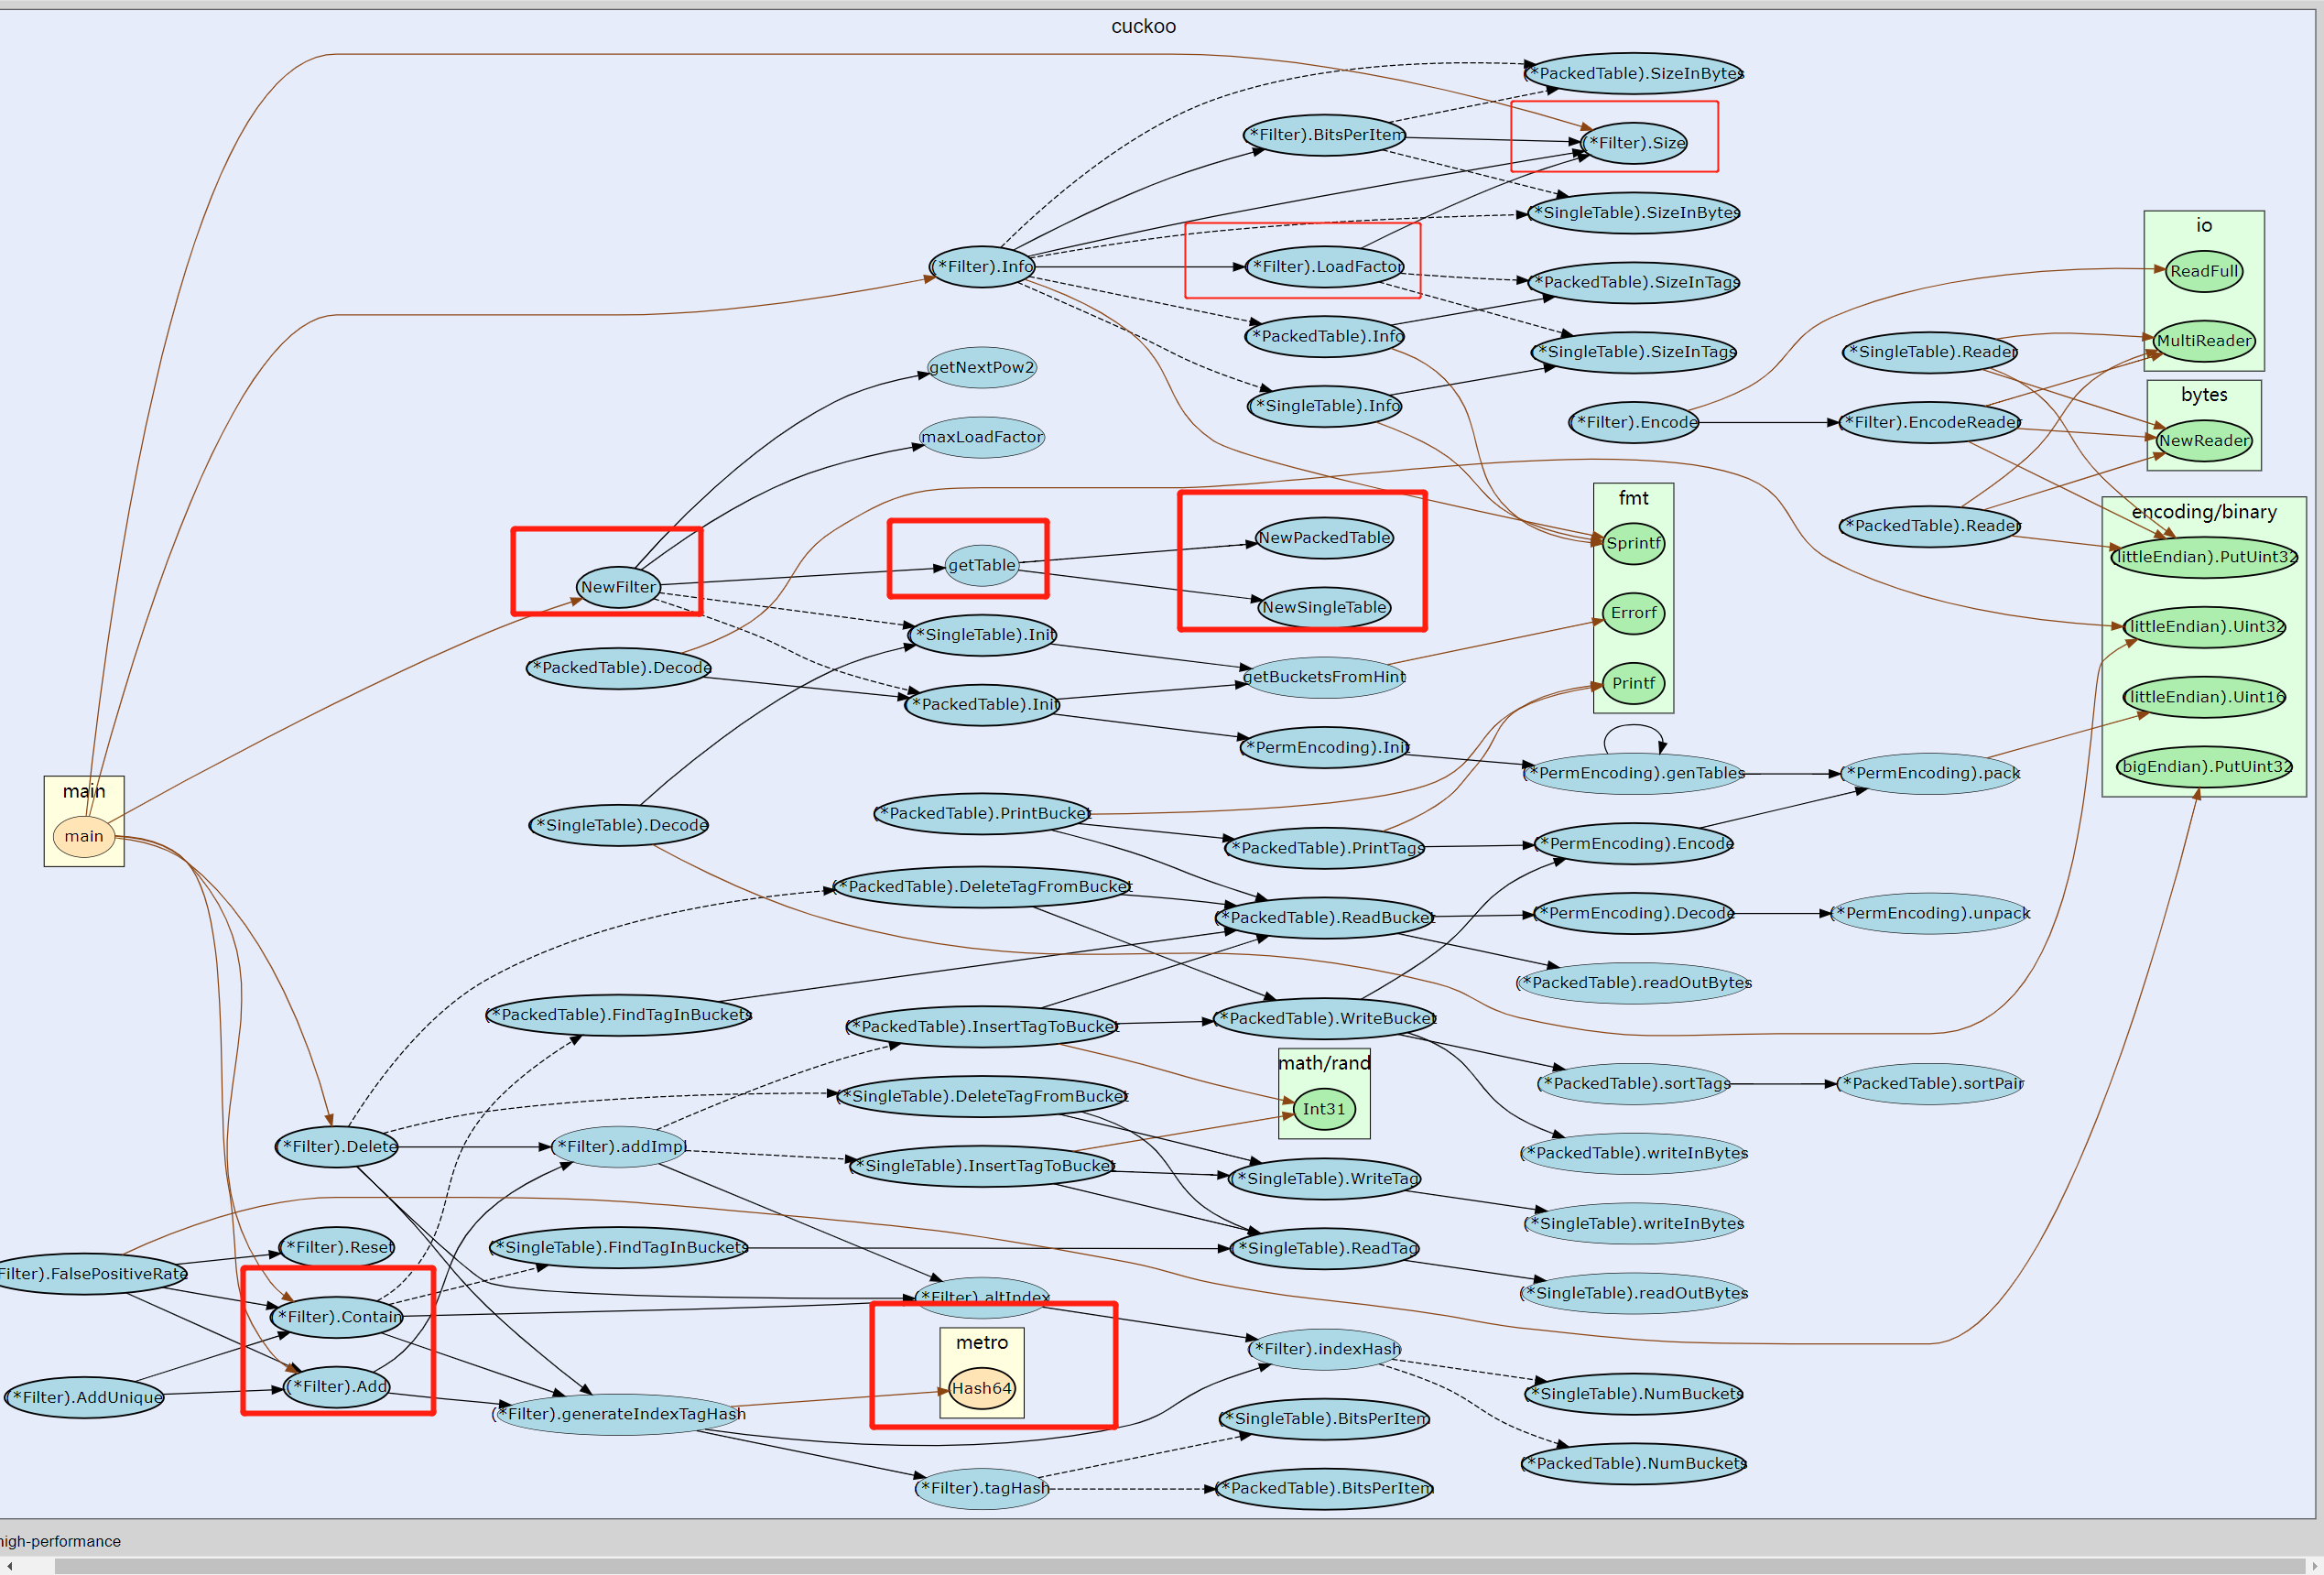 cuckoo
(*PackedTable).SizeInBytes
(*Filter).BitsPerItem
(*Filter).Size
(*SingleTable).SizeInBytes
(*Filter).Info
(*Filter).LoadFactor
(*PackedTable).SizeInTags
(*PackedTable).Info
(*SingleTable).SizeInTags
(*SingleTable).Info
getNextPow2
maxLoadFactor
io
ReadFull
MultiReader
(*SingleTable).Reader
bytes
NewReader
(*Filter).Encode
(*Filter).EncodeReader
(*PackedTable).Reader
encoding/binary
(littleEndian).PutUint32
(littleEndian).Uint32
(littleEndian).Uint16
(bigEndian).PutUint32
fmt
Sprintf
Errorf
Printf
NewFilter
getTable
NewPackedTable
NewSingleTable
(*SingleTable).Init
(*PackedTable).Decode
getBucketsFromHint
(*PackedTable).Init
(*PermEncoding).Init
(*PermEncoding).genTables
(*PermEncoding).pack
main
main
(*SingleTable).Decode
(*PackedTable).PrintBucket
(*PackedTable).PrintTags
(*PermEncoding).Encode
(*PackedTable).DeleteTagFromBucket
(*PackedTable).ReadBucket
(*PermEncoding).Decode
(*PermEncoding).unpack
(*PackedTable).readOutBytes
(*PackedTable).FindTagInBuckets
(*PackedTable).InsertTagToBucket
(*PackedTable).WriteBucket
math/rand
Int31
(*PackedTable).sortTags
(*PackedTable).sortPair
(*SingleTable).DeleteTagFromBucket
(*Filter).Delete
(*Filter).addImpl
(*SingleTable).InsertTagToBucket
(*SingleTable).WriteTag
(*PackedTable).writeInBytes
(*SingleTable).writeInBytes
(*Filter).Reset
(*SingleTable).FindTagInBuckets
(*SingleTable).ReadTag
Filter).FalsePositiveRate
(*SingleTable).readOutBytes
(*Filter).Contain
(*Filter).altIndex
metro
Hash64
(*Filter).indexHash
(*Filter).AddUnique
(*Filter).Add
(*Filter).generateIndexTagHash
(*SingleTable).NumBuckets
(*SingleTable).BitsPerItem
(*PackedTable).NumBuckets
(*Filter).tagHash
(*PackedTable).BitsPerItem
high-performance